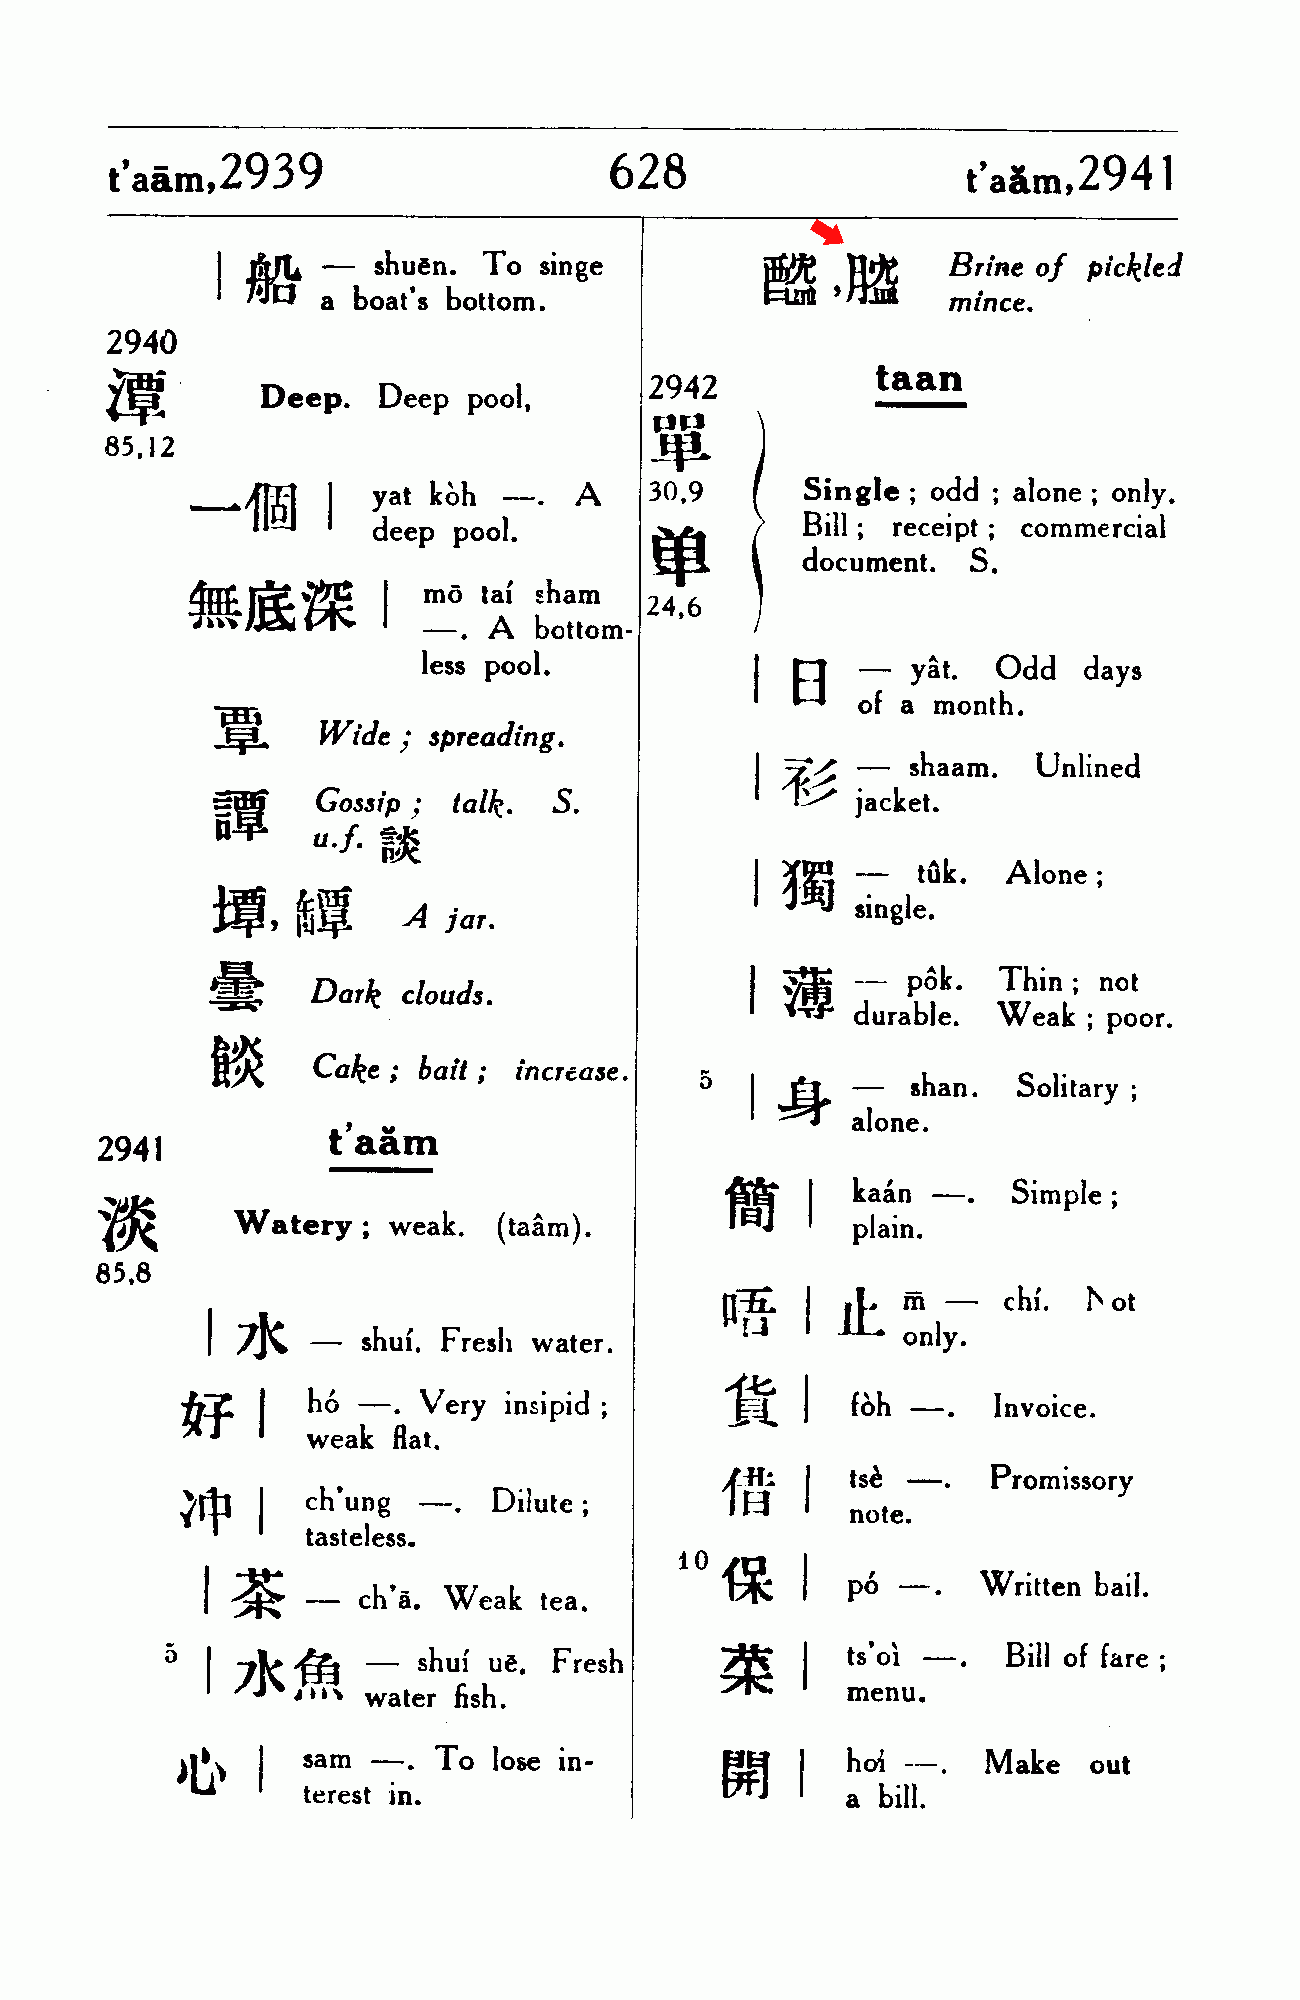 t’aām, 2939
628
t’aăm, 2941
| 船 — shuēn. To singe
a boat's bottom.
2940
潭 Deep. Deep pool,
85,12
一個 | yat kòh —. A
deep pool.
無底深 | mō taí sham
—. A bottom-
less pool.
覃 Wide ; spreading.
譚 Gossip ; talk. S.
u.f. 談
墰, 罈 A jar.
曇 Dark clouds.
餤 Cake ; bait ; increase.
2941 t’aăm
淡 Watery ; weak. (taâm).
85,8
| 水 — shuí. Fresh water.
好 | hó —. Very insipid ;
weak flat.
冲 | ch’ung —. Dilute ;
tasteless.
| 茶 — ch’ā. Weak tea.
5 | 水魚 — shuí uē. Fresh
water fish.
心 | sam —. To lose in-
terest in.
醓, Brine of pickled
mince.
taan
2942
單
30,9
单
24,6
Single ; odd ; alone ; only.
Bill ; receipt ; commercial
document. S.
| 日 — yât. Odd days
of a month.
| 衫 — shaam. Unlined
jacket.
| 獨 — tûk. Alone ;
single.
| 薄 — pôk. Thin ; not
durable. Weak ; poor.
5 | 身 — shan. Solitary ;
alone.
簡 | kaán —. Simple ;
plain.
唔 | 止 m̄ — chí. Not
only.
貨 | fòh —. Invoice.
借 | tsè —. Promissory
note.
10 保 | pó —. Written bail.
菜 | ts’oì —. Bill of fare ;
menu.
開 | hoi —. Make out
a bill.